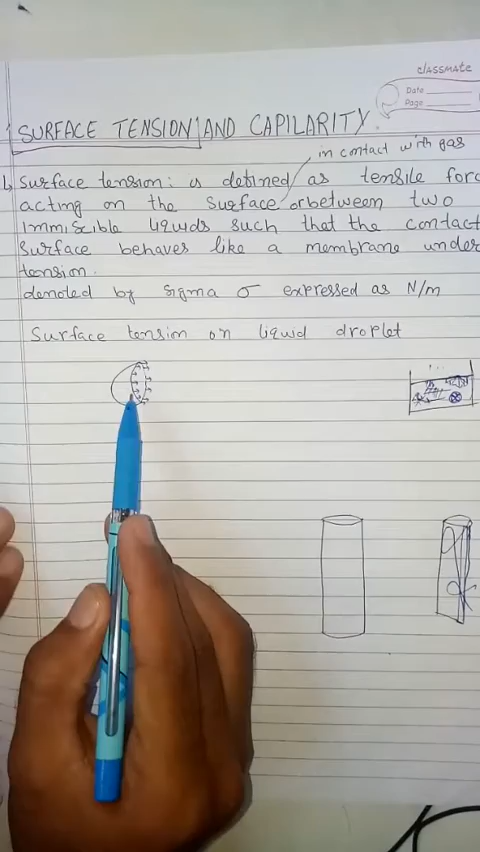 classmate
Date
Page
SURFACE TENSION AND CAPILARITY
in contact with gas
Surface tension: is defined as tensile forc
acting on the surface or between two
immiscible liquids such that the contact
Surface behaves like a membrane under
tension.
denoted by sigma σ expressed as N/m
Surface tension on liquid droplet